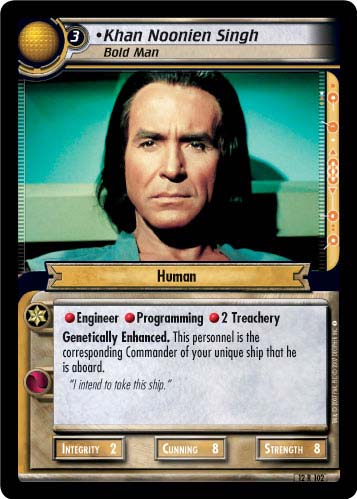 3
•Khan Noonien Singh
Bold Man
Human
Engineer Programming 2 Treachery
Genetically Enhanced. This personnel is the
corresponding Commander of your unique ship that he
is aboard.
"I intend to take this ship."
INTEGRITY 2 CUNNING 8 STRENGTH 8
12 R 102